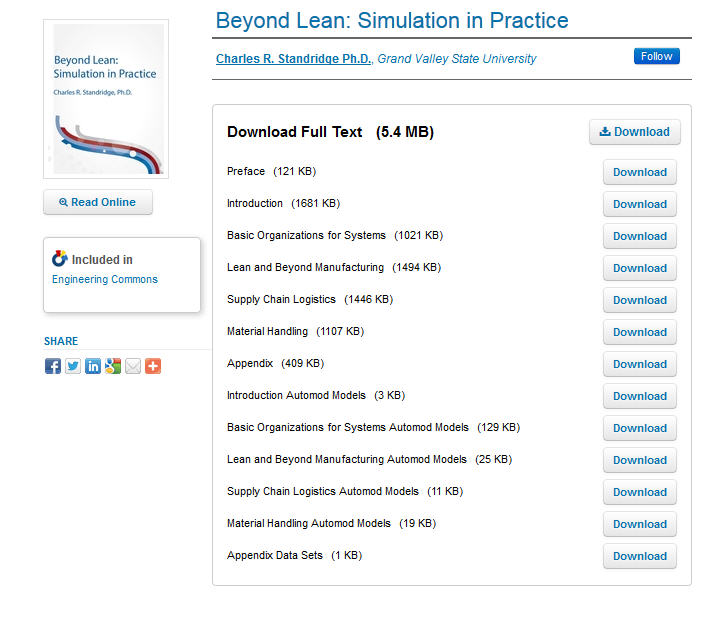 Beyond Lean: Simulation in Practice
Charles R. Standridge Ph.D., Grand Valley State University
Follow
Beyond Lean:
Simulation in Practice
Charles R. Standridge, Ph.D.
Read Online
Included in
Engineering Commons
SHARE
Download Full Text (5.4 MB) Download
Preface (121 KB) Download
Introduction (1681 KB) Download
Basic Organizations for Systems (1021 KB) Download
Lean and Beyond Manufacturing (1494 KB) Download
Supply Chain Logistics (1446 KB) Download
Material Handling (1107 KB) Download
Appendix (409 KB) Download
Introduction Automod Models (3 KB) Download
Basic Organizations for Systems Automod Models (129 KB) Download
Lean and Beyond Manufacturing Automod Models (25 KB) Download
Supply Chain Logistics Automod Models (11 KB) Download
Material Handling Automod Models (19 KB) Download
Appendix Data Sets (1 KB) Download